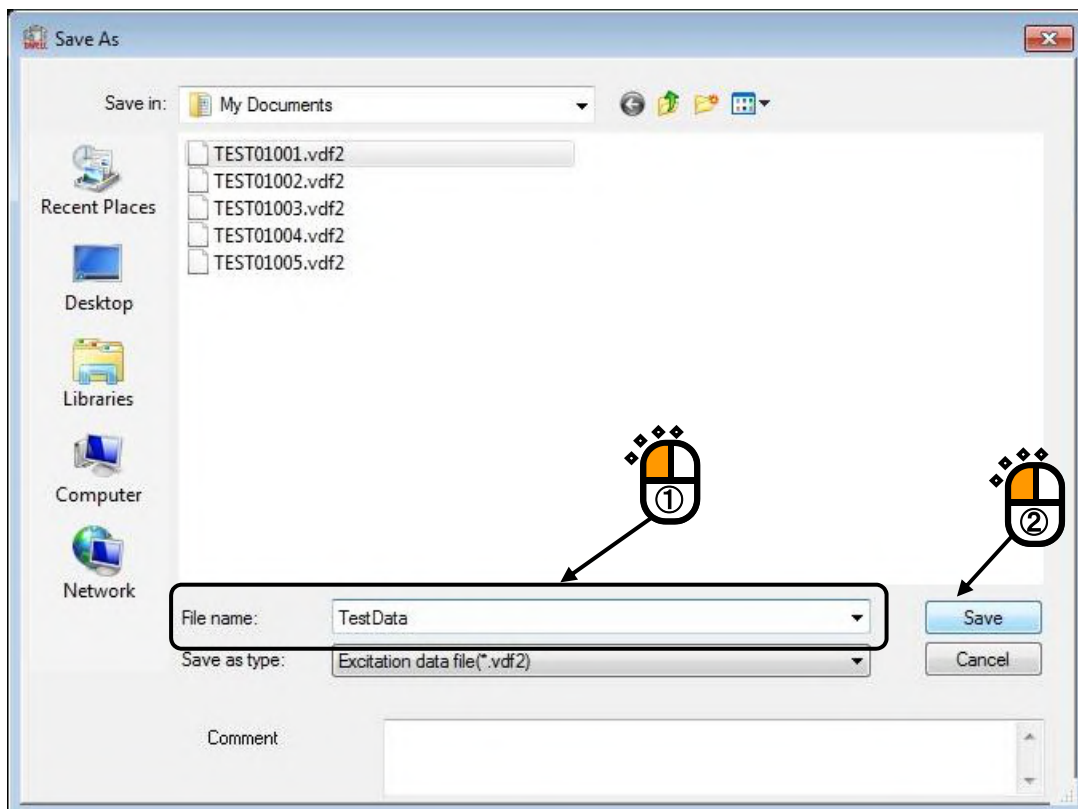 Save As
Save in: My Documents
TEST01001.vdf2
TEST01002.vdf2
TEST01003.vdf2
TEST01004.vdf2
TEST01005.vdf2
Recent Places
Desktop
Libraries
Computer
Network
①
②
File name: TestData Save
Save as type: Excitation data file(*.vdf2) Cancel
Comment